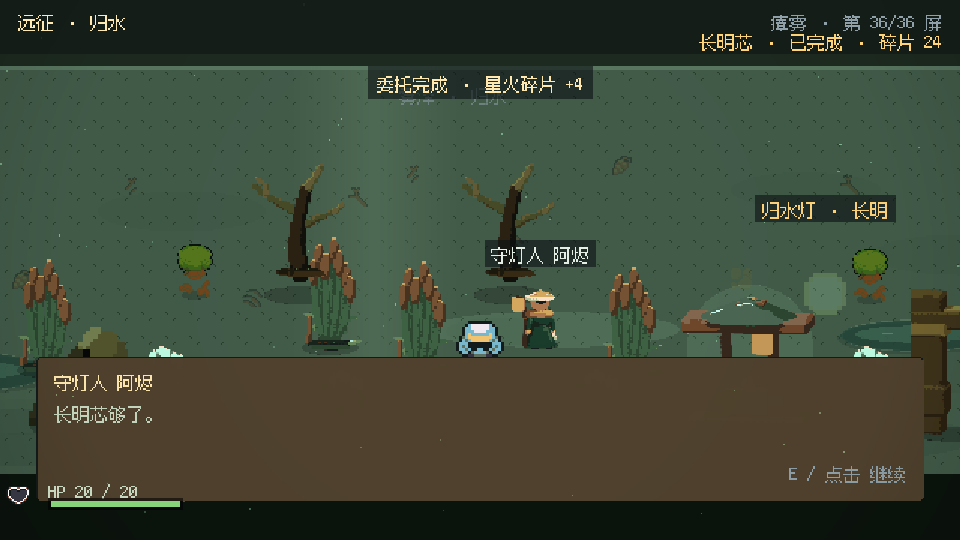 远征 · 归水
瘴雾 · 第 36/36 屏
长明芯 · 已完成 · 碎片 24
委托完成 · 星火碎片 +4
归水灯 · 长明
守灯人 阿烬
守灯人 阿烬
长明芯够了。
E / 点击 继续
HP 20 / 20